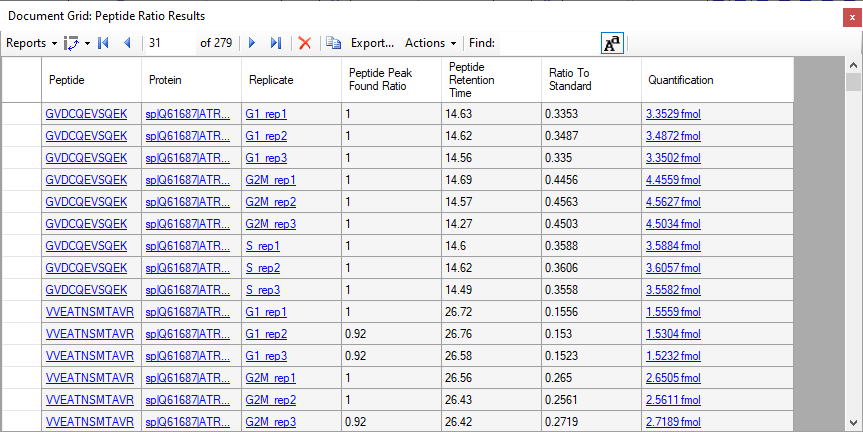 Document Grid: Peptide Ratio Results x
Reports 31 of 279 Export... Actions Find: Aa
Peptide Protein Replicate Peptide Peak Found Ratio Peptide Retention Time Ratio To Standard Quantification
GVDCQEVSQEK sp|Q61687|ATR... G1_rep1 1 14.63 0.3353 3.3529 fmol
GVDCQEVSQEK sp|Q61687|ATR... G1_rep2 1 14.62 0.3487 3.4872 fmol
GVDCQEVSQEK sp|Q61687|ATR... G1_rep3 1 14.56 0.335 3.3502 fmol
GVDCQEVSQEK sp|Q61687|ATR... G2M_rep1 1 14.69 0.4456 4.4559 fmol
GVDCQEVSQEK sp|Q61687|ATR... G2M_rep2 1 14.57 0.4563 4.5627 fmol
GVDCQEVSQEK sp|Q61687|ATR... G2M_rep3 1 14.27 0.4503 4.5034 fmol
GVDCQEVSQEK sp|Q61687|ATR... S_rep1 1 14.6 0.3588 3.5884 fmol
GVDCQEVSQEK sp|Q61687|ATR... S_rep2 1 14.62 0.3606 3.6057 fmol
GVDCQEVSQEK sp|Q61687|ATR... S_rep3 1 14.49 0.3558 3.5582 fmol
VVEATNSMTAVR sp|Q61687|ATR... G1_rep1 1 26.72 0.1556 1.5559 fmol
VVEATNSMTAVR sp|Q61687|ATR... G1_rep2 0.92 26.76 0.153 1.5304 fmol
VVEATNSMTAVR sp|Q61687|ATR... G1_rep3 0.92 26.58 0.1523 1.5232 fmol
VVEATNSMTAVR sp|Q61687|ATR... G2M_rep1 1 26.56 0.265 2.6505 fmol
VVEATNSMTAVR sp|Q61687|ATR... G2M_rep2 1 26.43 0.2561 2.5611 fmol
VVEATNSMTAVR sp|Q61687|ATR... G2M_rep3 0.92 26.42 0.2719 2.7189 fmol